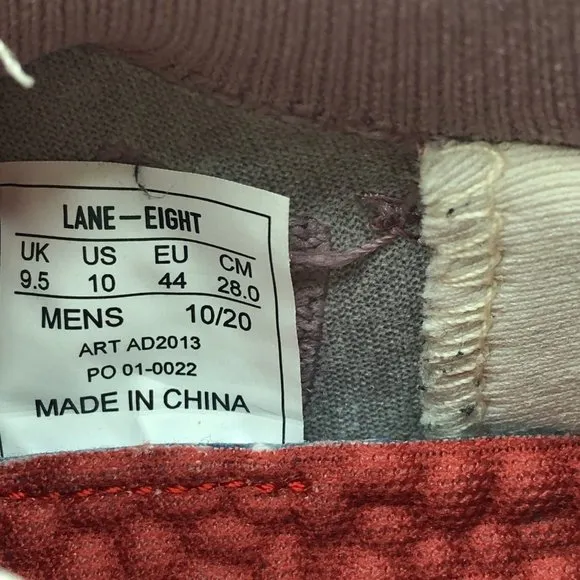 LANE—EIGHT
UK US EU CM
9.5 10 44 28.0
MENS 10/20
ART AD2013
PO 01-0022
MADE IN CHINA